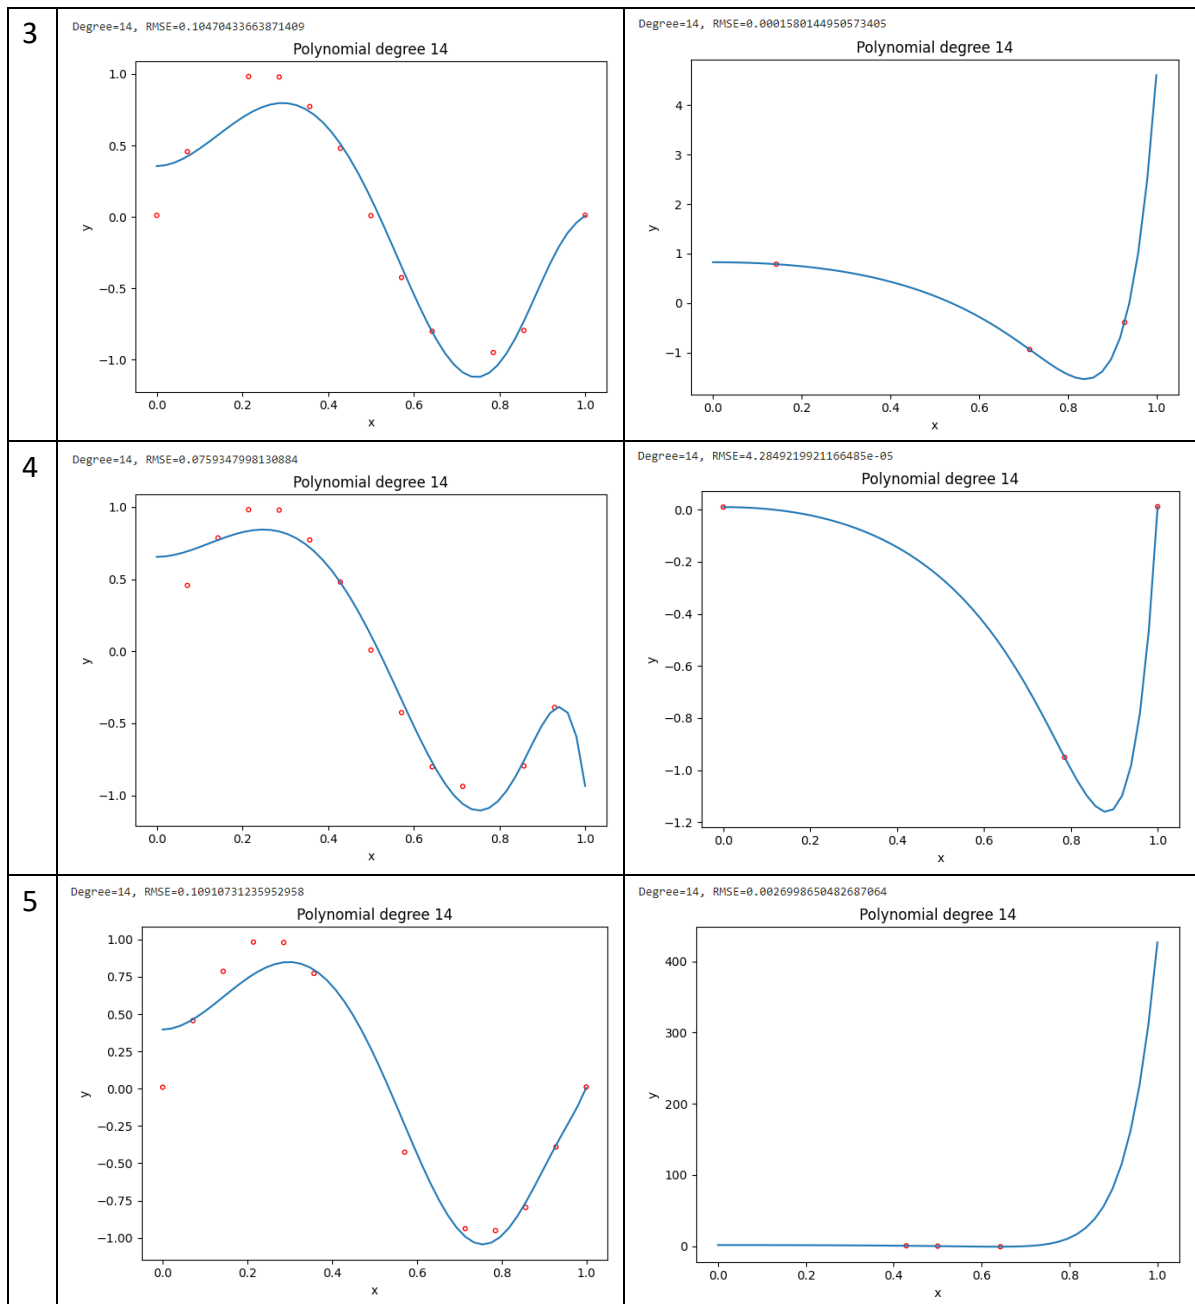 3
Degree=14, RMSE=0.10470433663871409
Polynomial degree 14
1.0
0.5
0.0
−0.5
−1.0
y
0.0 0.2 0.4 0.6 0.8 1.0
x
Degree=14, RMSE=0.0001580144950573405
Polynomial degree 14
4
3
2
1
0
−1
y
0.0 0.2 0.4 0.6 0.8 1.0
x
4
Degree=14, RMSE=0.0759347998130884
Polynomial degree 14
1.0
0.5
0.0
−0.5
−1.0
y
0.0 0.2 0.4 0.6 0.8 1.0
x
Degree=14, RMSE=4.2849219921166485e-05
Polynomial degree 14
0.0
−0.2
−0.4
−0.6
−0.8
−1.0
−1.2
y
0.0 0.2 0.4 0.6 0.8 1.0
x
5
Degree=14, RMSE=0.10910731235952958
Polynomial degree 14
1.00
0.75
0.50
0.25
0.00
−0.25
−0.50
−0.75
−1.00
y
0.0 0.2 0.4 0.6 0.8 1.0
x
Degree=14, RMSE=0.0026998650482687064
Polynomial degree 14
400
300
200
100
0
y
0.0 0.2 0.4 0.6 0.8 1.0
x